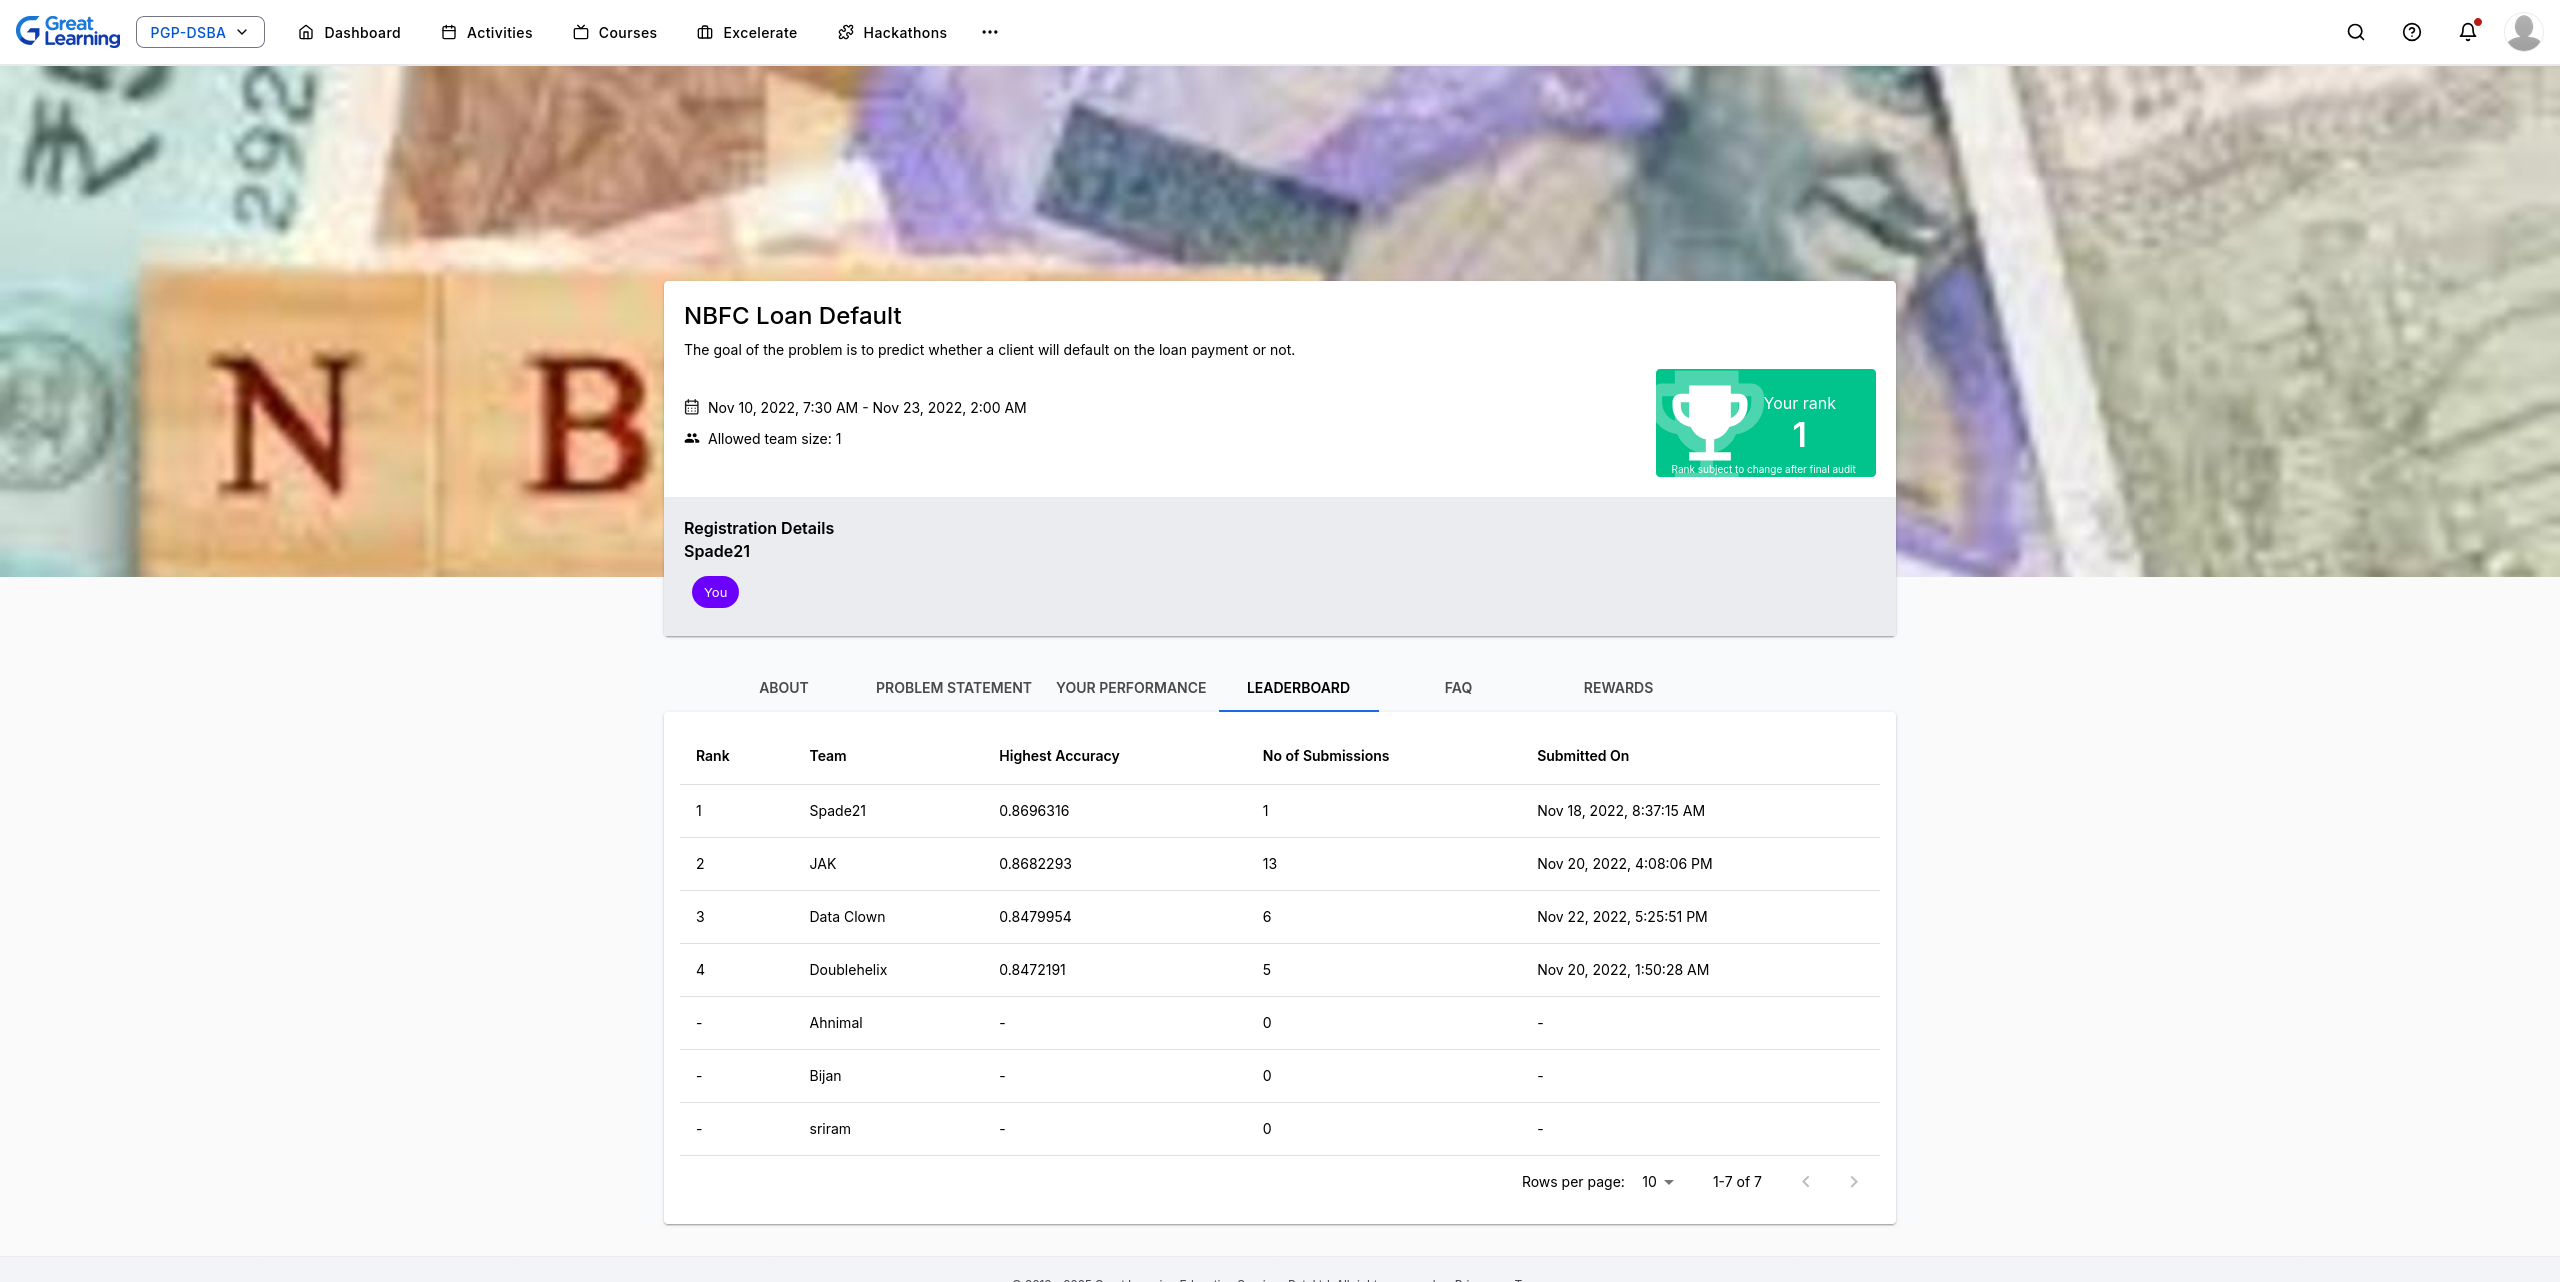 Great Learning
PGP-DSBA
Dashboard
Activities
Courses
Excelerate
Hackathons
292
N B
NBFC Loan Default
The goal of the problem is to predict whether a client will default on the loan payment or not.
Nov 10, 2022, 7:30 AM - Nov 23, 2022, 2:00 AM
Allowed team size: 1
Your rank
1
Rank subject to change after final audit
Registration Details
Spade21
You
ABOUT PROBLEM STATEMENT YOUR PERFORMANCE LEADERBOARD FAQ REWARDS
Rank Team Highest Accuracy No of Submissions Submitted On
1 Spade21 0.8696316 1 Nov 18, 2022, 8:37:15 AM
2 JAK 0.8682293 13 Nov 20, 2022, 4:08:06 PM
3 Data Clown 0.8479954 6 Nov 22, 2022, 5:25:51 PM
4 Doublehelix 0.8472191 5 Nov 20, 2022, 1:50:28 AM
- Ahnimal - 0 -
- Bijan - 0 -
- sriram - 0 -
Rows per page: 10 1-7 of 7